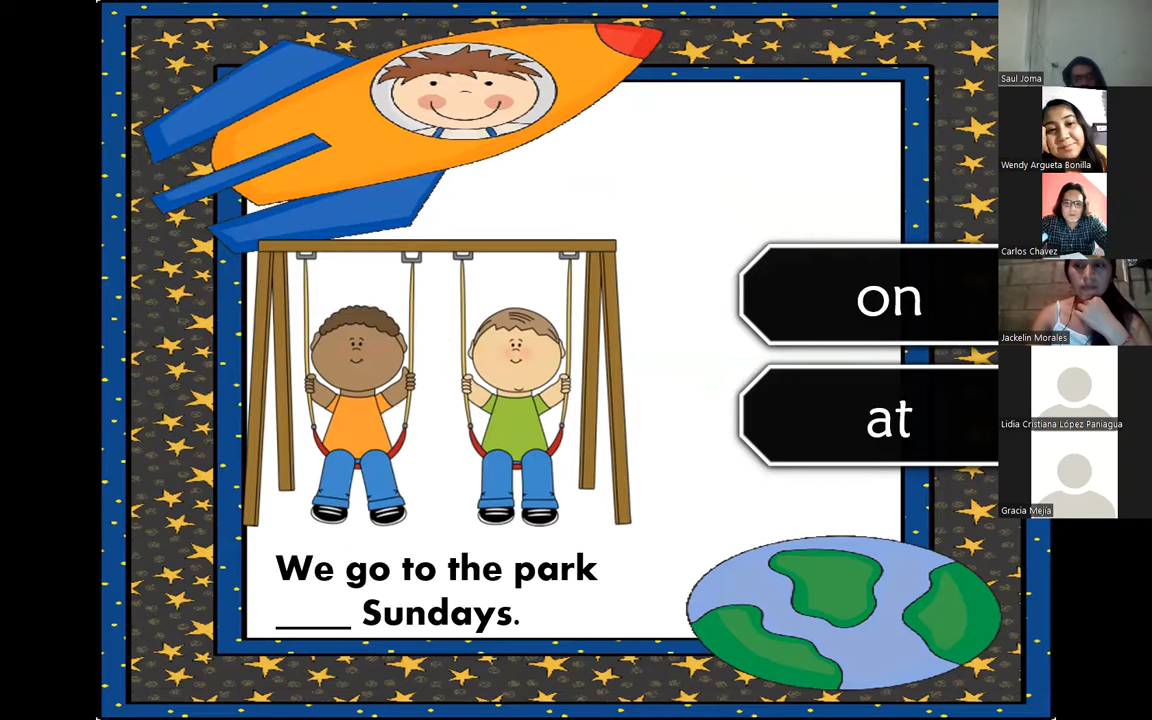 on
at
We go to the park
____ Sundays.
Saul Joma
Wendy Argueta Bonilla
Carlos Chavez
Jackelin Morales
Lidia Cristiana López Paniagua
Gracia Mejía